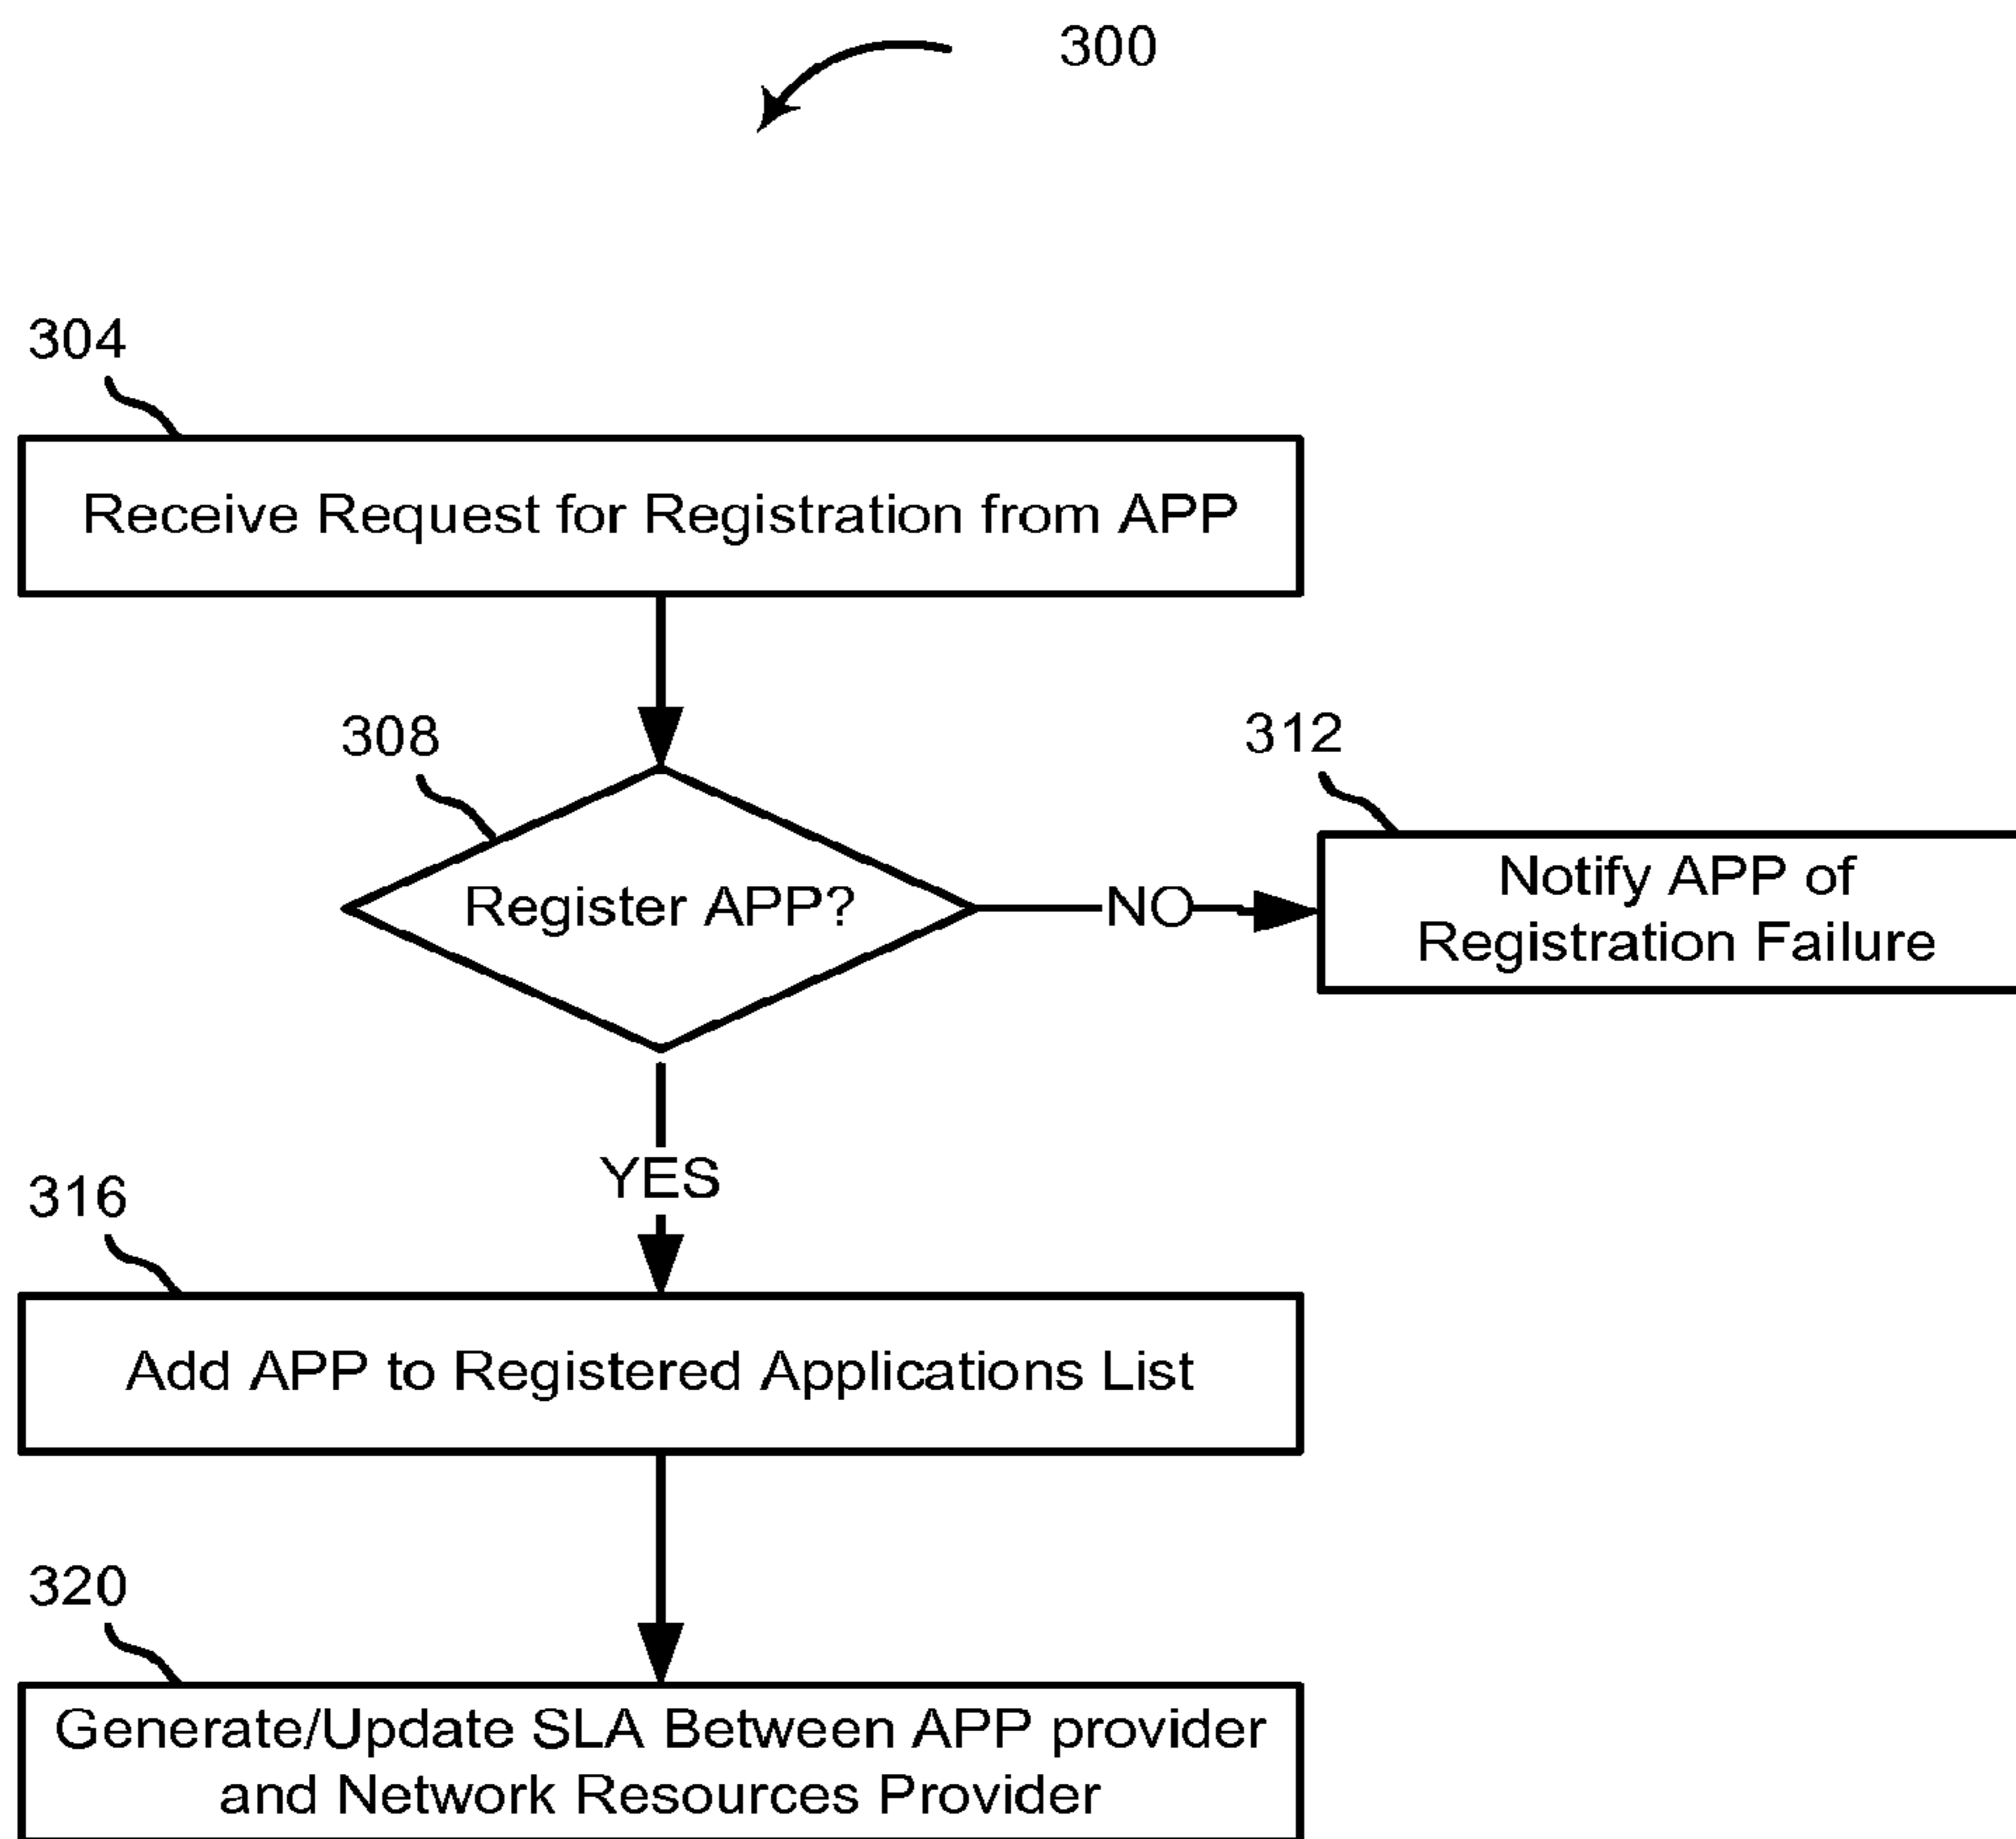 300
304
Receive Request for Registration from APP
308
312
Register APP?
NO
Notify APP of
Registration Failure
YES
316
Add APP to Registered Applications List
320
Generate/Update SLA Between APP provider
and Network Resources Provider